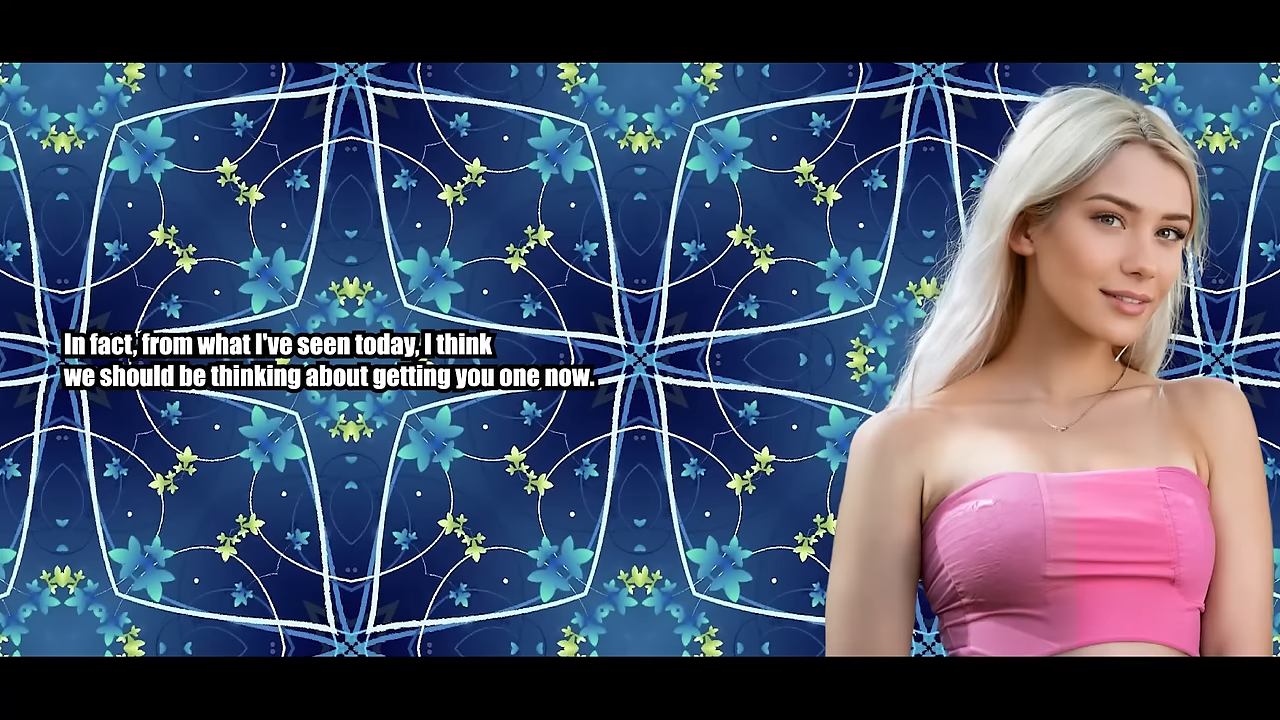 In fact, from what I've seen today, I think
we should be thinking about getting you one now.